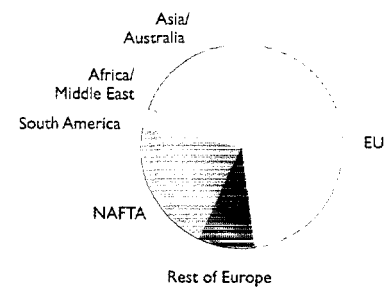 Asia/
Australia
Africa/
Middle East
South America
EU
NAFTA
Rest of Europe